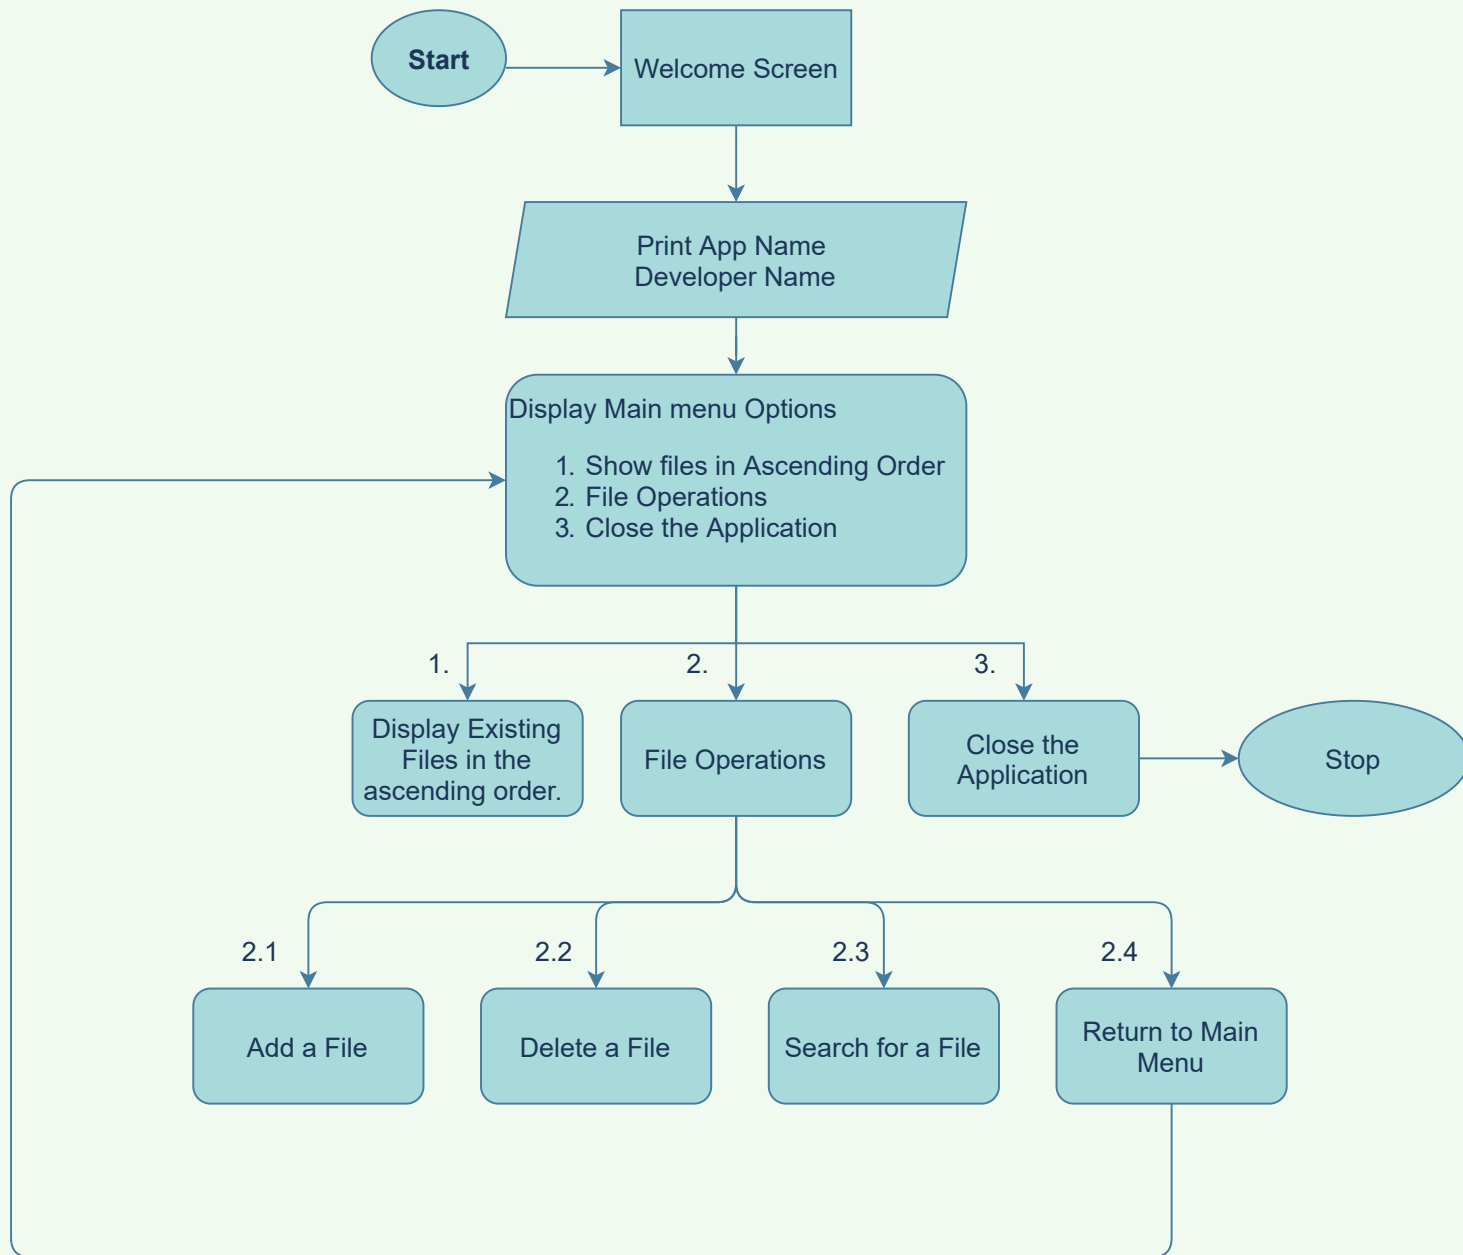 Start
Welcome Screen
Print App Name
Developer Name
Display Main menu Options
1. Show files in Ascending Order
2. File Operations
3. Close the Application
1.
2.
3.
Display Existing
Files in the
ascending order.
File Operations
Close the
Application
Stop
2.1
2.2
2.3
2.4
Add a File
Delete a File
Search for a File
Return to Main
Menu